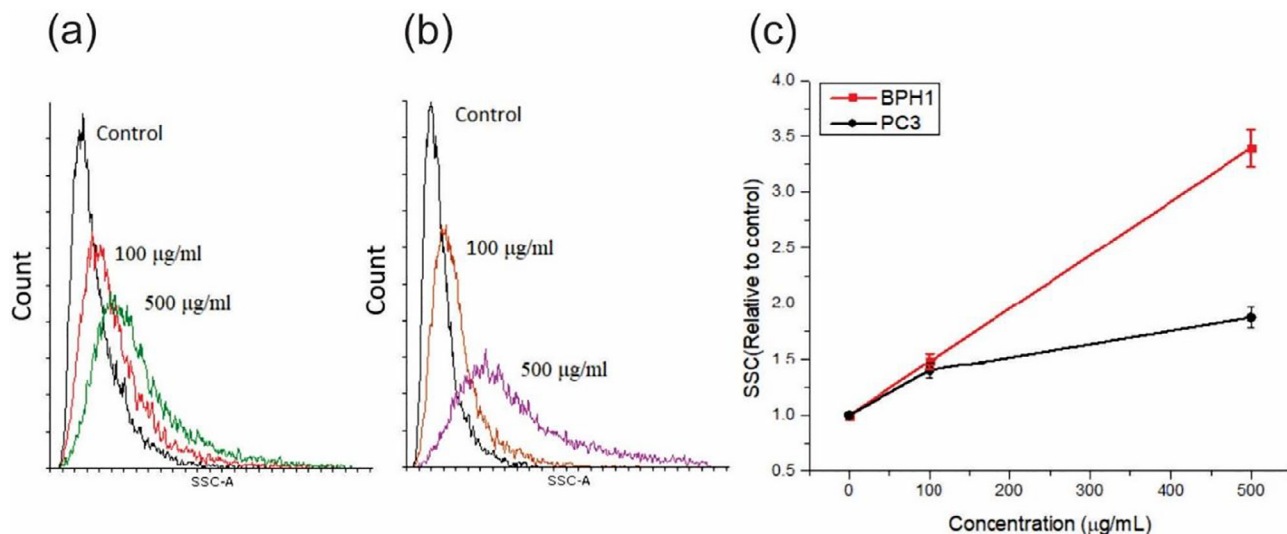 (a)
Control
100 µg/ml
500 µg/ml
Count
SSC-A
(b)
Control
100 µg/ml
500 µg/ml
Count
SSC-A
(c)
BPH1
PC3
4.0
3.5
3.0
2.5
2.0
1.5
1.0
0.5
SSC(Relative to control)
0 100 200 300 400 500
Concentration (µg/mL)